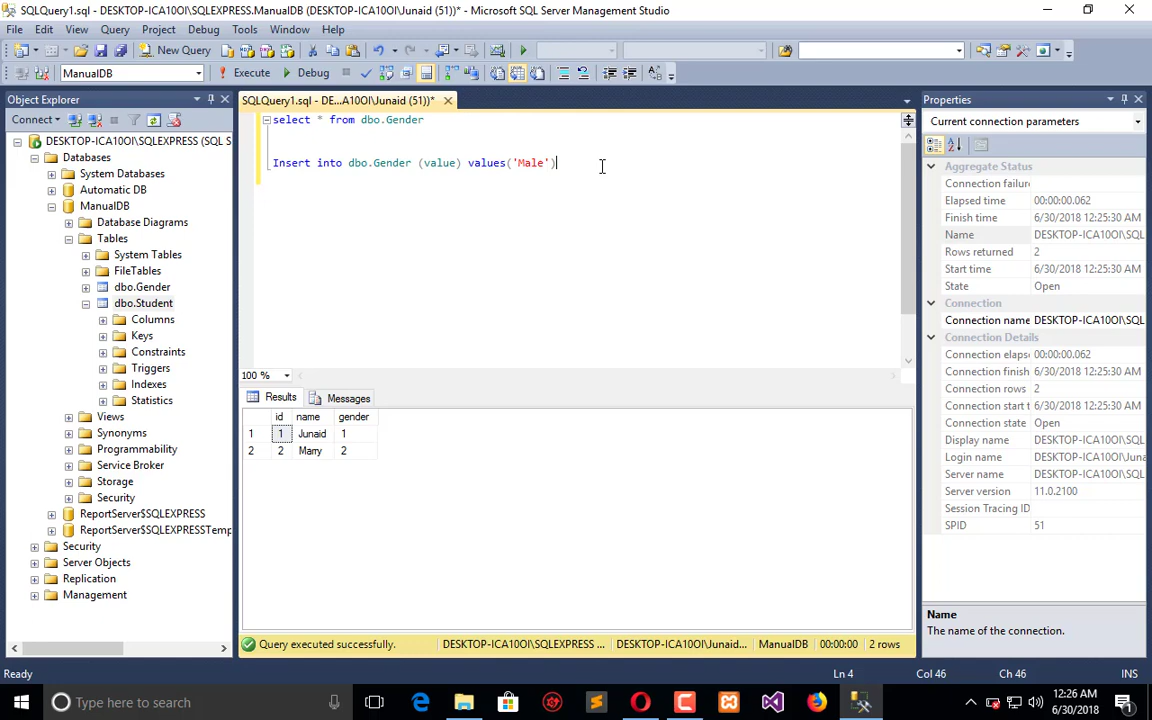 SQLQuery1.sql - DESKTOP-ICA10OI\SQLEXPRESS.ManualDB (DESKTOP-ICA10OI\Junaid (51))* - Microsoft SQL Server Management Studio
File Edit View Query Project Debug Tools Window Help
New Query
ManualDB Execute Debug
Object Explorer
Connect
DESKTOP-ICA10OI\SQLEXPRESS (SQL S
Databases
System Databases
Automatic DB
ManualDB
Database Diagrams
Tables
System Tables
FileTables
dbo.Gender
dbo.Student
Columns
Keys
Constraints
Triggers
Indexes
Statistics
Views
Synonyms
Programmability
Service Broker
Storage
Security
ReportServer$SQLEXPRESS
ReportServer$SQLEXPRESSTemp
Security
Server Objects
Replication
Management
SQLQuery1.sql - DE...A10OI\Junaid (51))*
select * from dbo.Gender
Insert into dbo.Gender (value) values('Male')
100 %
Results Messages
id name gender
1 1 Junaid 1
2 2 Marry 2
Query executed successfully. DESKTOP-ICA10OI\SQLEXPRESS ... DESKTOP-ICA10OI\Junaid... ManualDB 00:00:00 2 rows
Properties
Current connection parameters
Aggregate Status
Connection failure
Elapsed time 00:00:00.062
Finish time 6/30/2018 12:25:30 AM
Name DESKTOP-ICA10OI\SQL
Rows returned 2
Start time 6/30/2018 12:25:30 AM
State Open
Connection
Connection name DESKTOP-ICA10OI\SQL
Connection Details
Connection elaps 00:00:00.062
Connection finish 6/30/2018 12:25:30 AM
Connection rows 2
Connection start t 6/30/2018 12:25:30 AM
Connection state Open
Display name DESKTOP-ICA10OI\SQL
Login name DESKTOP-ICA10OI\Juna
Server name DESKTOP-ICA10OI\SQL
Server version 11.0.2100
Session Tracing ID
SPID 51
Name
The name of the connection.
Ready Ln 4 Col 46 Ch 46 INS
Type here to search 12:26 AM
6/30/2018